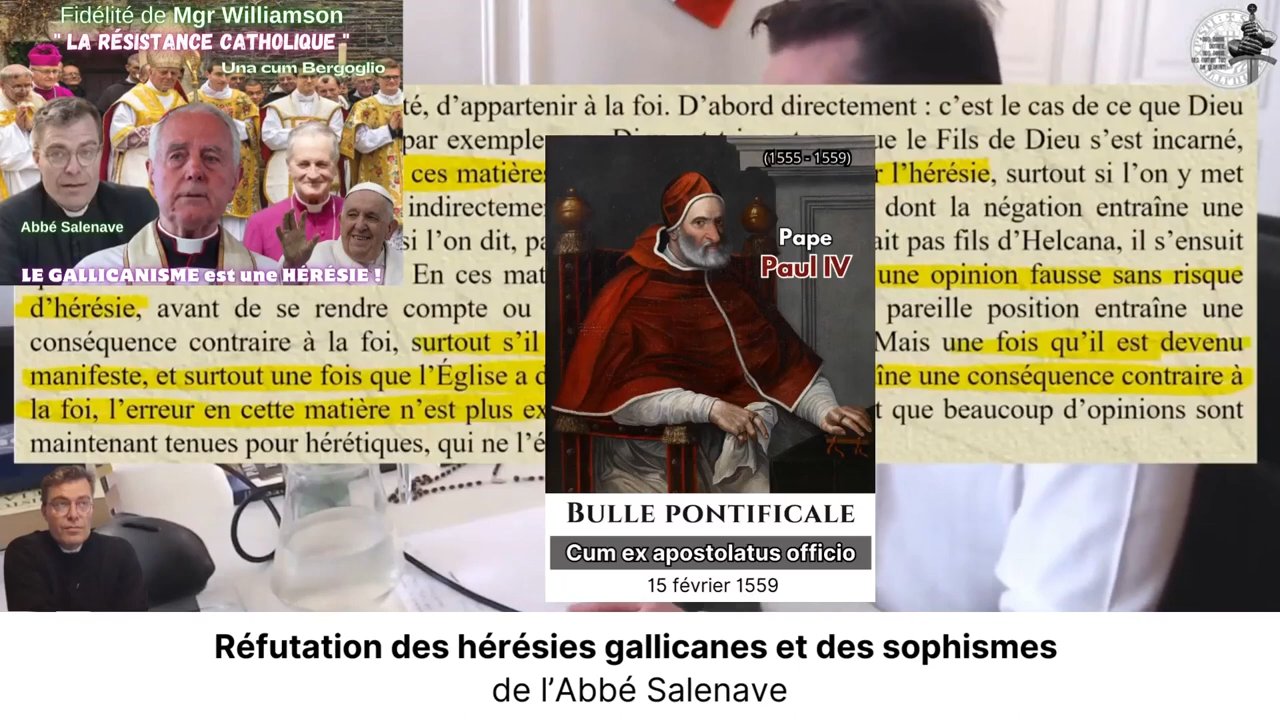 Fidélité de Mgr Williamson
" LA RÉSISTANCE CATHOLIQUE "
Una cum Bergoglio
Abbé Salenave
LE GALLICANISME est une HÉRÉSIE !
té, d'appartenir à la foi. D'abord directement : c'est le cas de ce que Dieu
par exemple
ue le Fils de Dieu s'est incarné,
ces matières
r l'hérésie, surtout si l'on y met
indirecteme
dont la négation entraîne une
si l'on dit, pa
ait pas fils d'Helcana, il s'ensuit
En ces mat
une opinion fausse sans risque
d'hérésie, avant de se rendre compte ou
pareille position entraîne une
conséquence contraire à la foi, surtout s'il
Mais une fois qu'il est devenu
manifeste, et surtout une fois que l'Église a d
îne une conséquence contraire à
la foi, l'erreur en cette matière n'est plus ex
t que beaucoup d'opinions sont
maintenant tenues pour hérétiques, qui ne l'é
(1555 - 1559)
Pape
Paul IV
BULLE PONTIFICALE
Cum ex apostolatus officio
15 février 1559
Réfutation des hérésies gallicanes et des sophismes
de l'Abbé Salenave